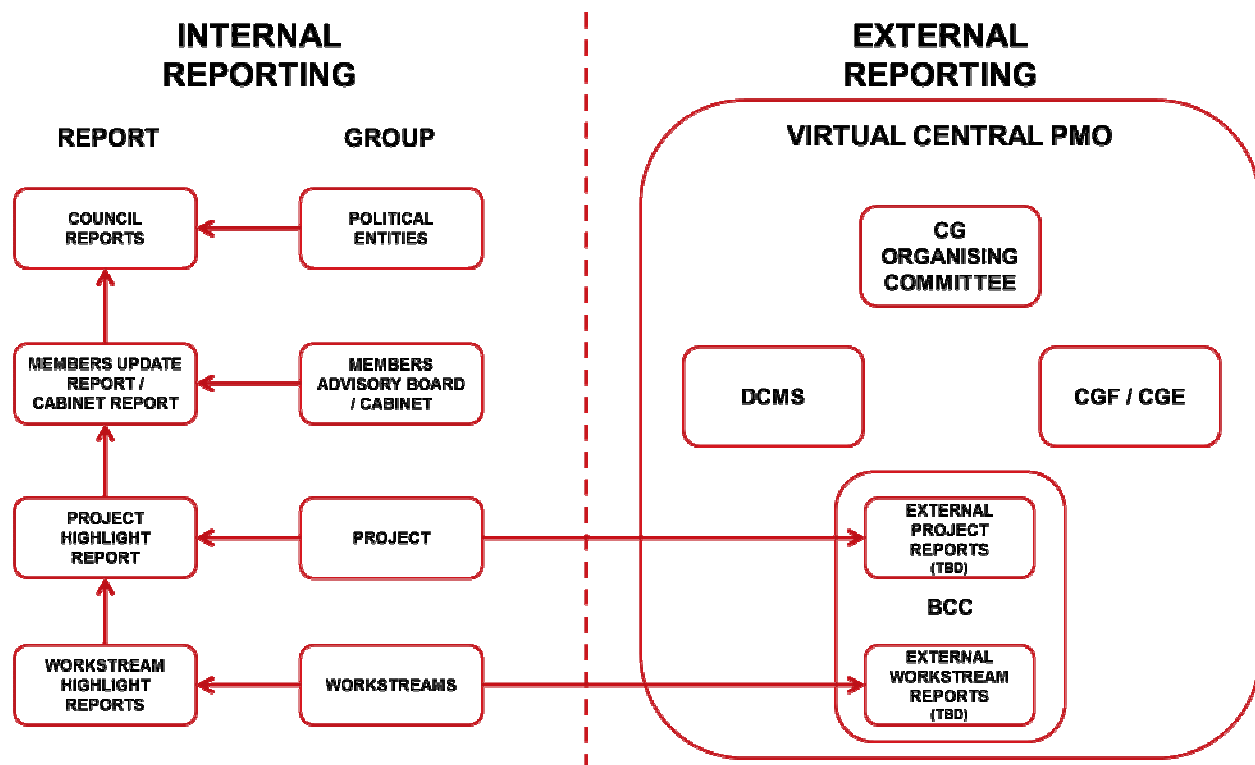 INTERNAL
REPORTING
REPORT
GROUP
COUNCIL
REPORTS
POLITICAL
ENTITIES
MEMBERS UPDATE
REPORT /
CABINET REPORT
MEMBERS
ADVISORY BOARD
/ CABINET
PROJECT
HIGHLIGHT
REPORT
PROJECT
WORKSTREAM
HIGHLIGHT
REPORTS
WORKSTREAMS
EXTERNAL
REPORTING
VIRTUAL CENTRAL PMO
CG
ORGANISING
COMMITTEE
DCMS
CGF / CGE
EXTERNAL
PROJECT
REPORTS
(TBD)
BCC
EXTERNAL
WORKSTREAM
REPORTS
(TBD)